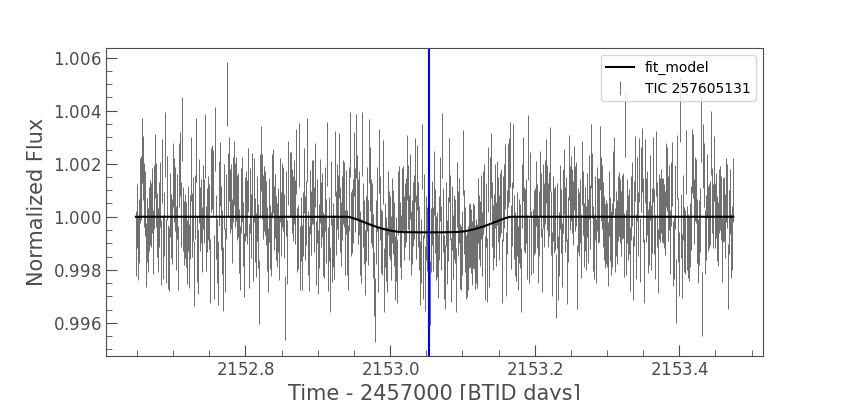 1.006
1.004
1.002
1.000
0.998
0.996
Normalized Flux
fit_model
TIC 257605131
2152.8
2153.0
2153.2
2153.4
Time - 2457000 [BTJD days]